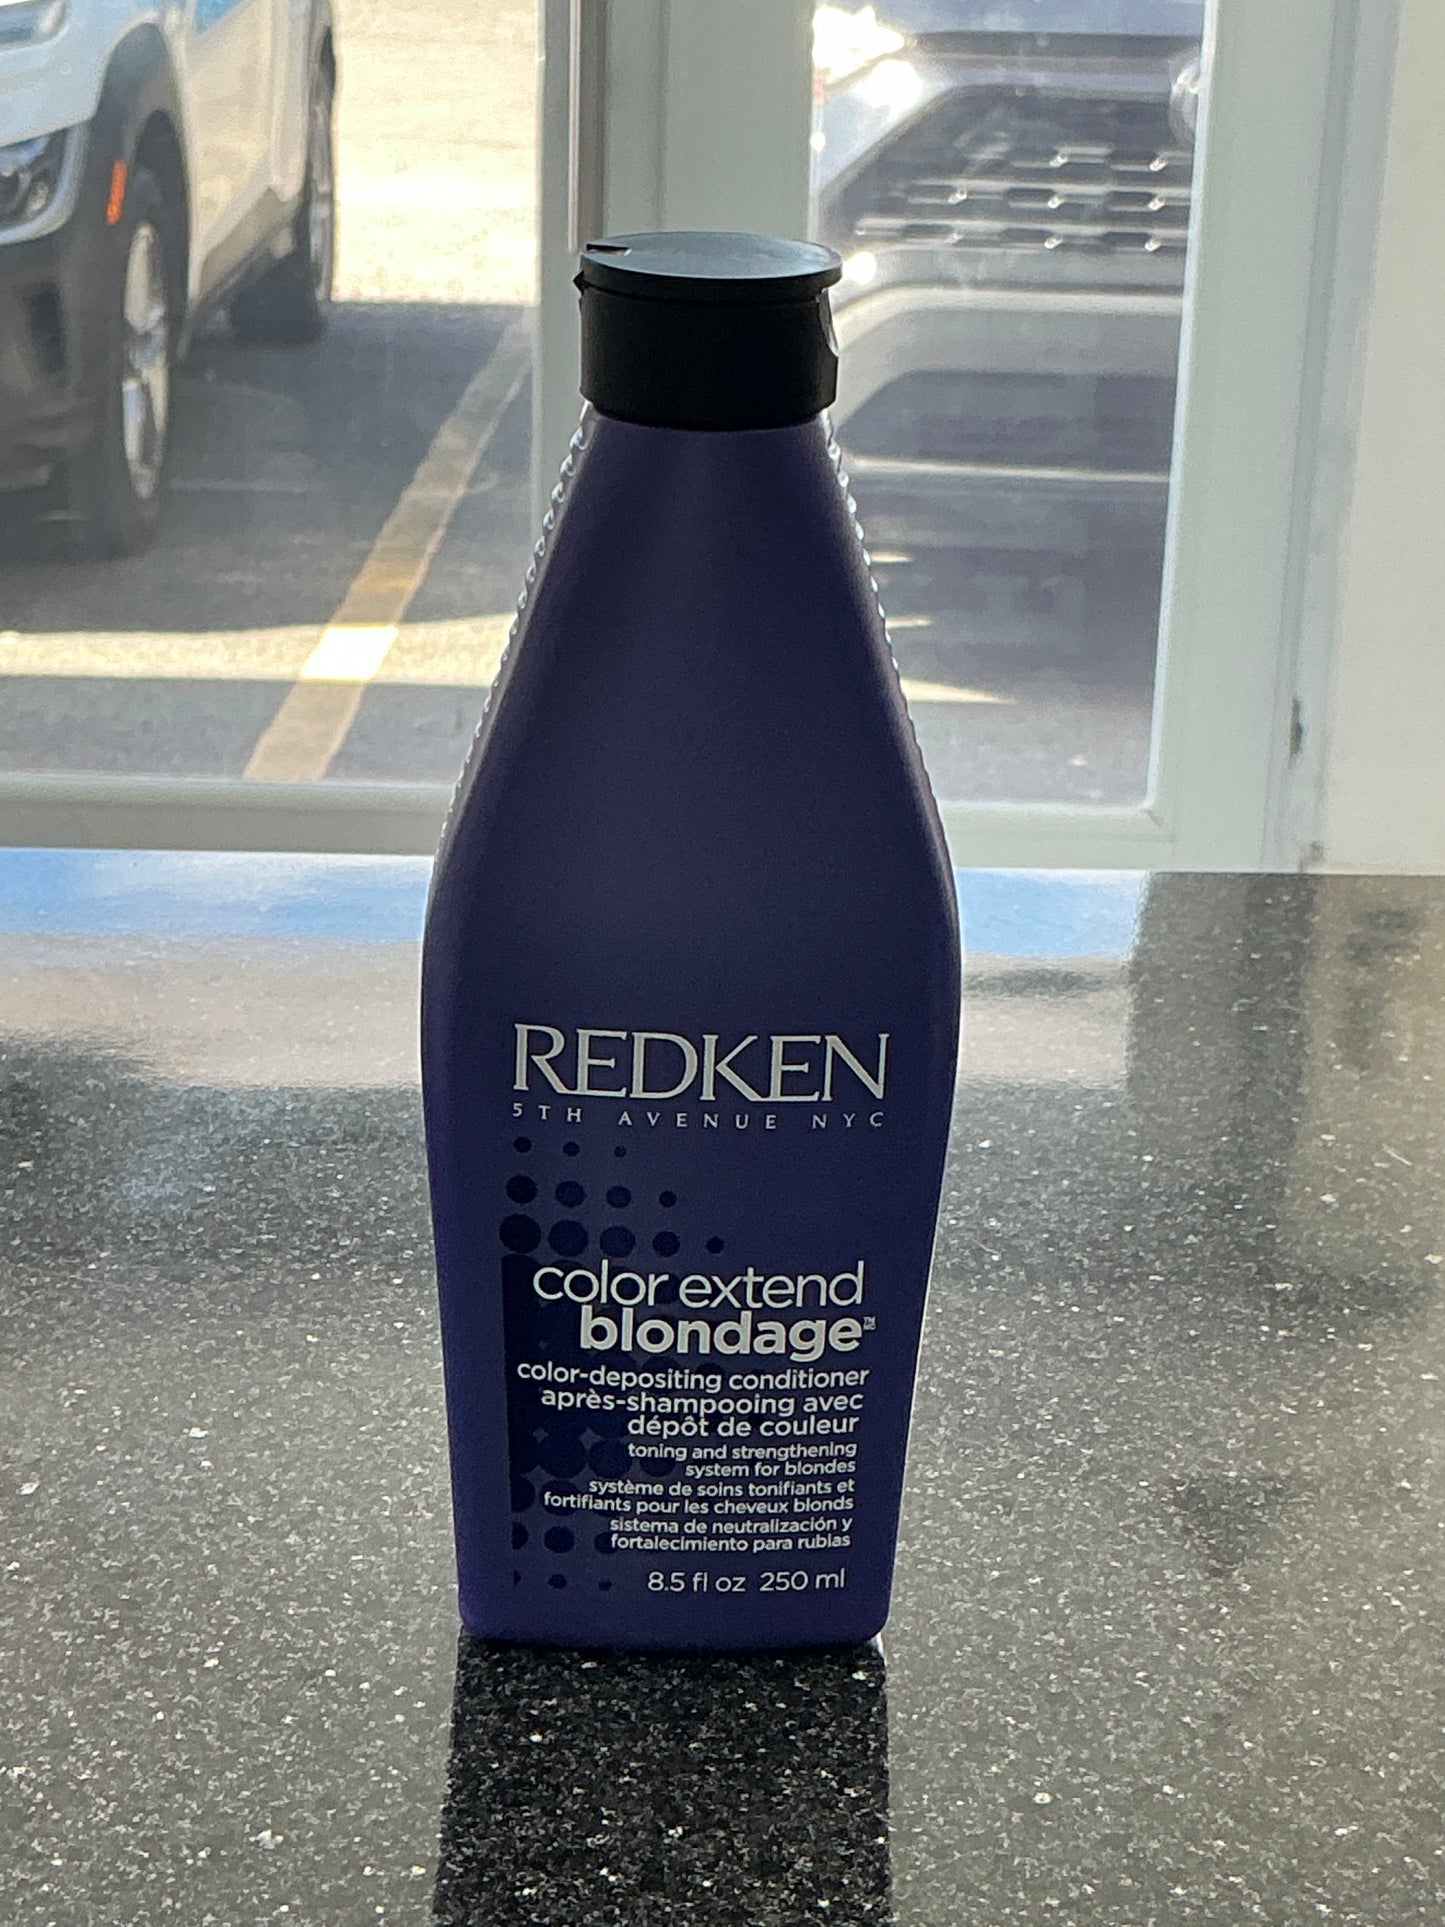 REDKEN
5TH AVENUE NYC
color extend
blondage™
color-depositing conditioner
après-shampooing avec
dépôt de couleur
toning and strengthening
system for blondes
système de soins tonifiants et
fortifiants pour les cheveux blonds
sistema de neutralización y
fortalecimiento para rubias
8.5 fl oz 250 ml